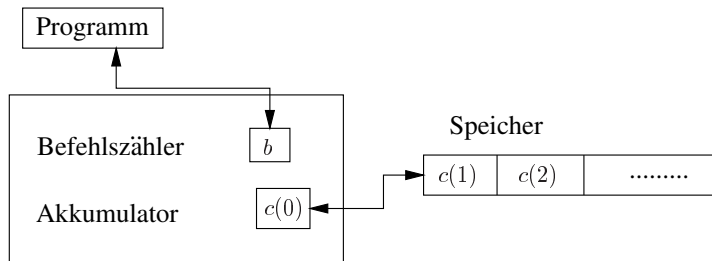 Programm
Speicher
Befehlszähler b
c(1) c(2) .........
Akkumulator c(0)